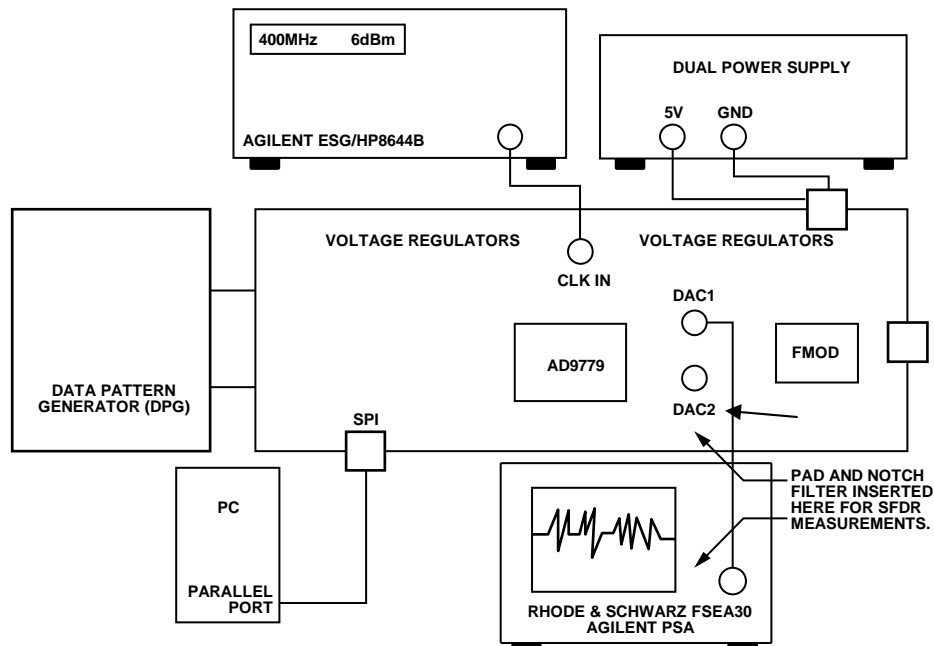 400MHz 6dBm
AGILENT ESG/HP8644B
DUAL POWER SUPPLY
5V GND
VOLTAGE REGULATORS
VOLTAGE REGULATORS
CLK IN
DAC1
AD9779
FMOD
DAC2
DATA PATTERN
GENERATOR (DPG)
SPI
PC
PARALLEL
PORT
PAD AND NOTCH
FILTER INSERTED
HERE FOR SFDR
MEASUREMENTS.
RHODE & SCHWARZ FSEA30
AGILENT PSA